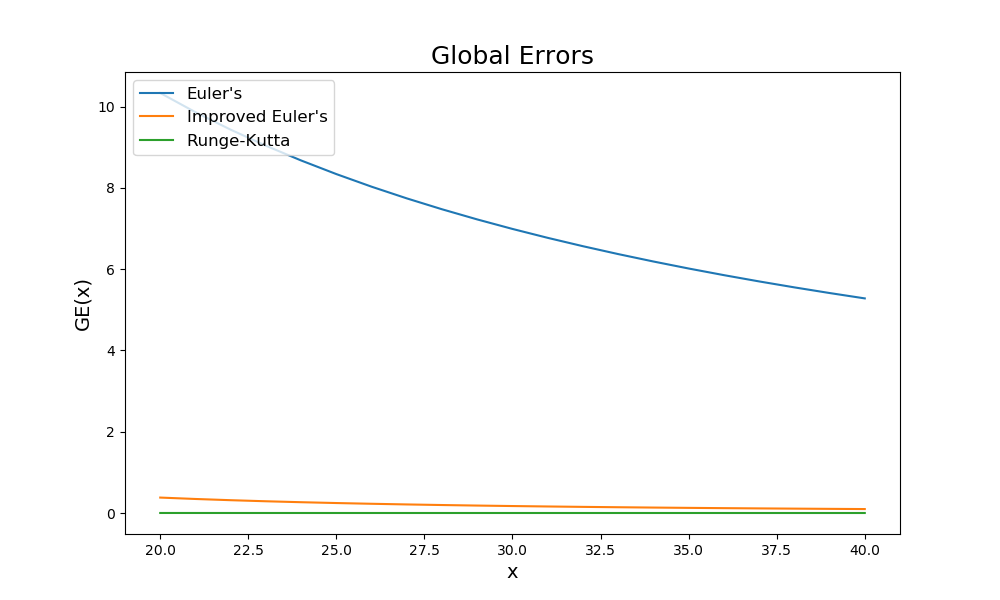 Global Errors
Euler's
Improved Euler's
Runge-Kutta
10
8
6
4
2
0
GE(x)
20.0 22.5 25.0 27.5 30.0 32.5 35.0 37.5 40.0
x